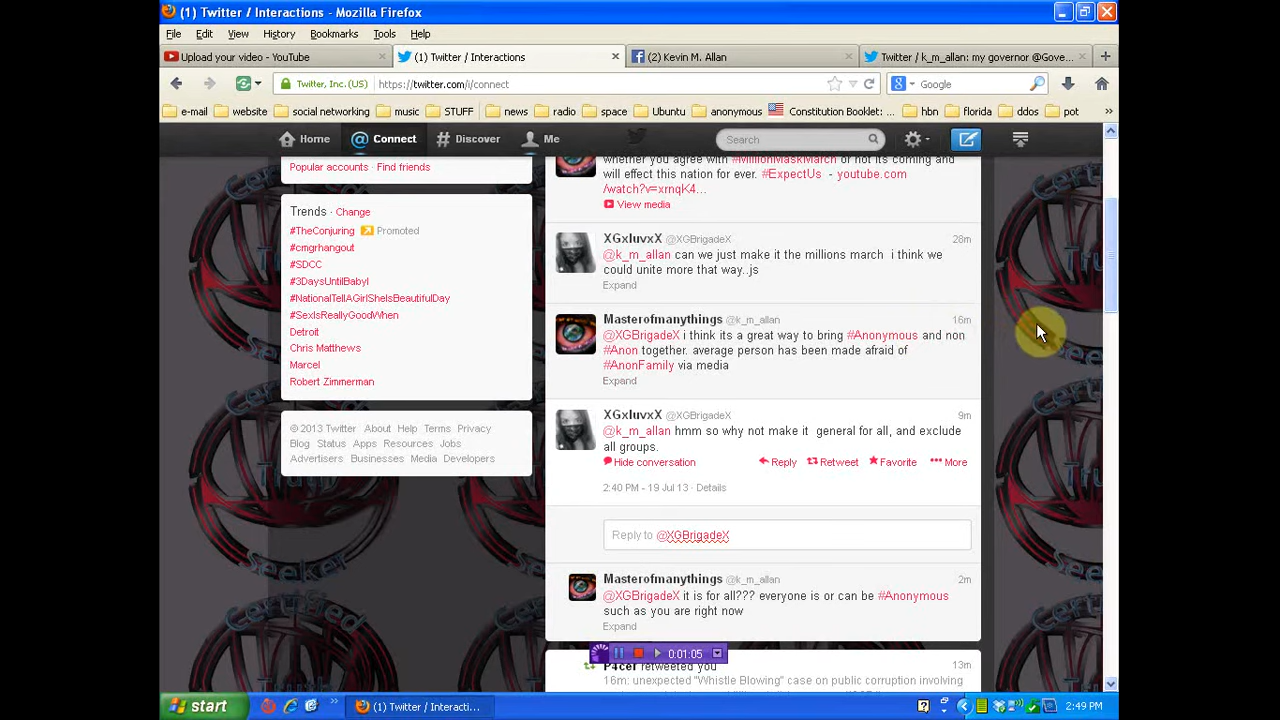 (1) Twitter / Interactions - Mozilla Firefox
File Edit View History Bookmarks Tools Help
Upload your video - YouTube
(1) Twitter / Interactions
(2) Kevin M. Allan
Twitter / k_m_allan: my governor @Gove...
Twitter, Inc. (US) https://twitter.com/i/connect
Google
e-mail website social networking music STUFF news radio space Ubuntu anonymous Constitution Booklet:... hbn florida ddos pot
Home Connect Discover Me
Search
Popular accounts · Find friends
Trends · Change
#TheConjuring Promoted
#cmgrhangout
#SDCC
#3DaysUntilBabyI
#NationalTellAGirlSheIsBeautifulDay
#SexIsReallyGoodWhen
Detroit
Chris Matthews
Marcel
Robert Zimmerman
© 2013 Twitter About Help Terms Privacy
Blog Status Apps Resources Jobs
Advertisers Businesses Media Developers
whether you agree with #MillionMaskMarch or not its coming and
will effect this nation for ever. #ExpectUs - youtube.com
/watch?v=xrnqK4...
View media
XGxluvxX @XGBrigadeX 28m
@k_m_allan can we just make it the millions march i think we
could unite more that way..js
Expand
Masterofmanythings @k_m_allan 16m
@XGBrigadeX i think its a great way to bring #Anonymous and non
#Anon together. average person has been made afraid of
#AnonFamily via media
Expand
XGxluvxX @XGBrigadeX 9m
@k_m_allan hmm so why not make it general for all, and exclude
all groups.
Hide conversation Reply Retweet Favorite More
2:40 PM - 19 Jul 13 · Details
Reply to @XGBrigadeX
Masterofmanythings @k_m_allan 2m
@XGBrigadeX it is for all??? everyone is or can be #Anonymous
such as you are right now
Expand
0:01:05
P4cer retweeted you 13m
16m: unexpected "Whistle Blowing" case on public corruption involving
Certified
Truth
Seeker
start
(1) Twitter / Interacti...
2:49 PM